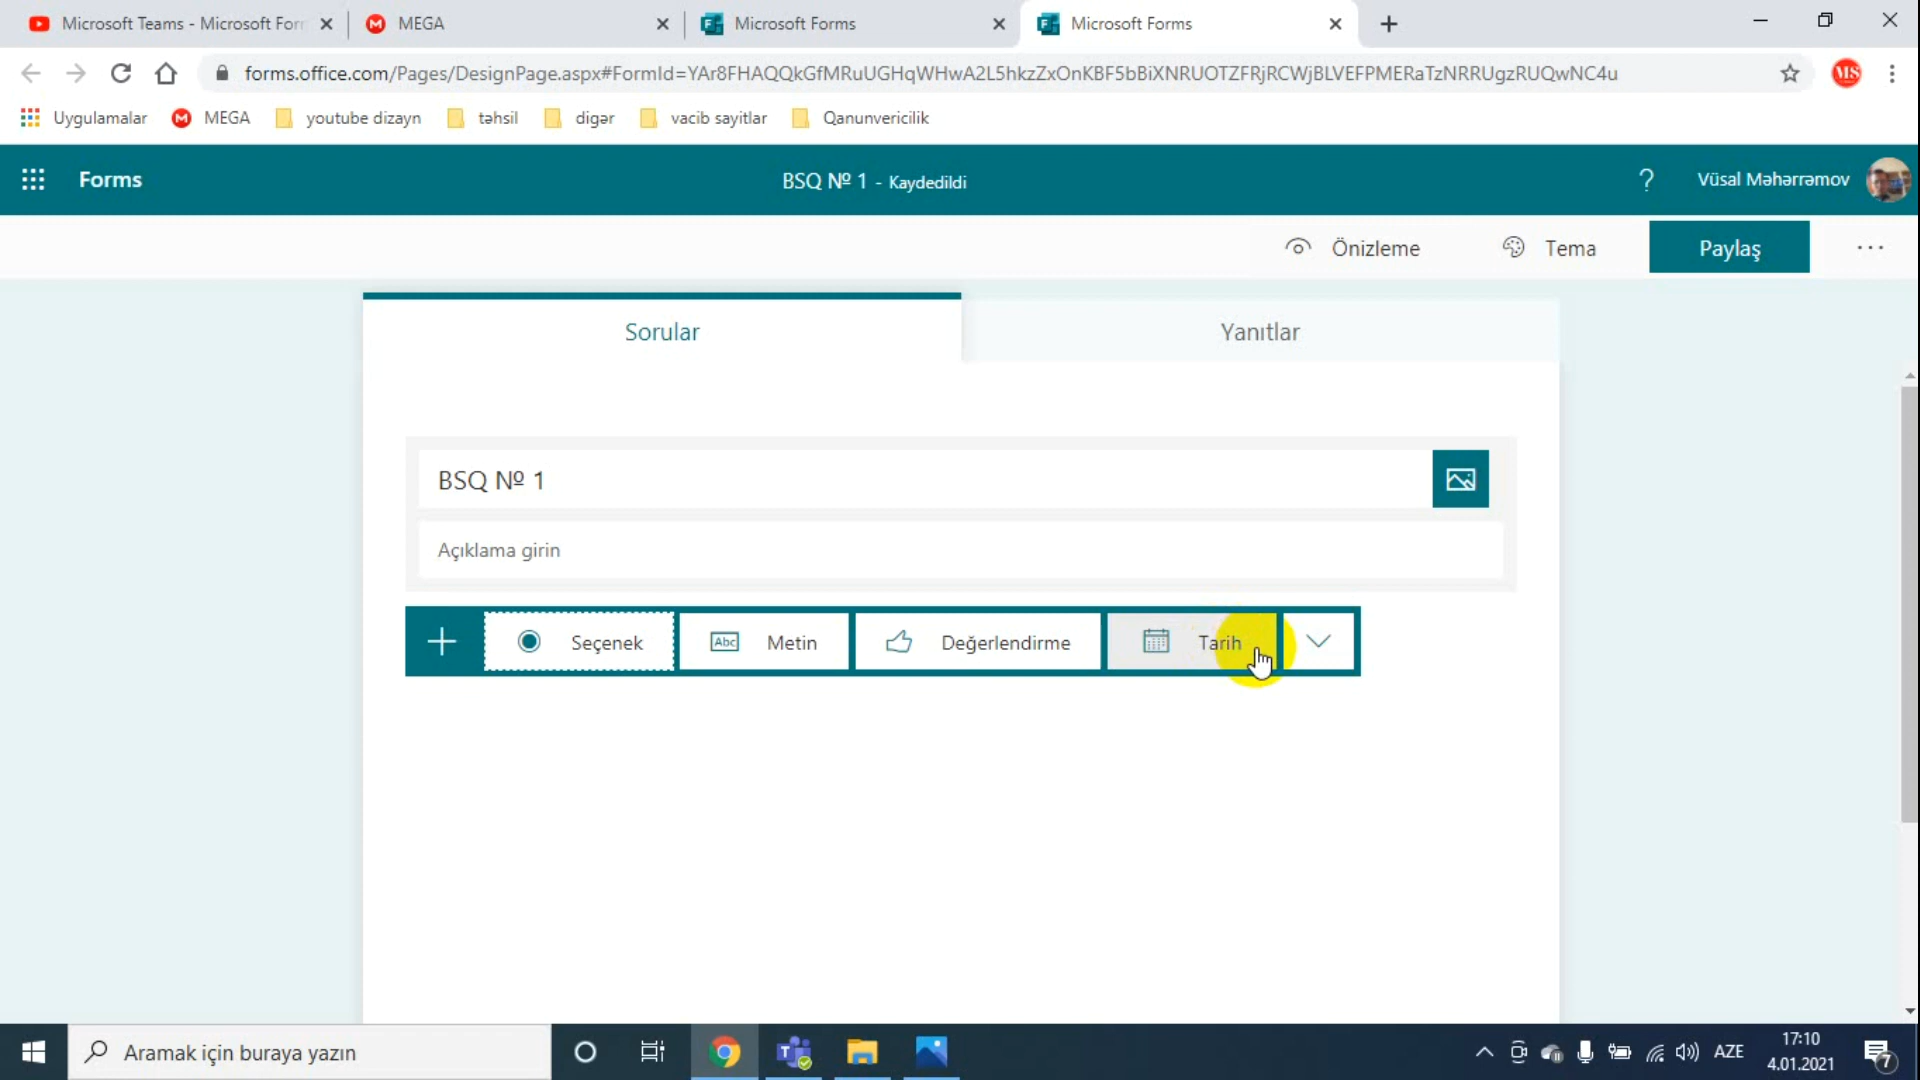 Microsoft Teams - Microsoft For
MEGA
Microsoft Forms
Microsoft Forms
forms.office.com/Pages/DesignPage.aspx#FormId=YAr8FHAQQkGfMRuUGHqWHwA2L5hkzZxOnKBF5bBiXNRUOTZFRjRCWjBLVEFPMERaTzNRRUgzRUQwNC4u
MS
Uygulamalar
MEGA
youtube dizayn
təhsil
digər
vacib sayitlar
Qanunvericilik
Forms
BSQ № 1 - Kaydedildi
?
Vüsal Məhərrəmov
Önizleme
Tema
Paylaş
Sorular
Yanıtlar
BSQ № 1
Açıklama girin
Seçenek
Abc
Metin
Değerlendirme
Tarih
Aramak için buraya yazın
AZE
17:10
4.01.2021
7